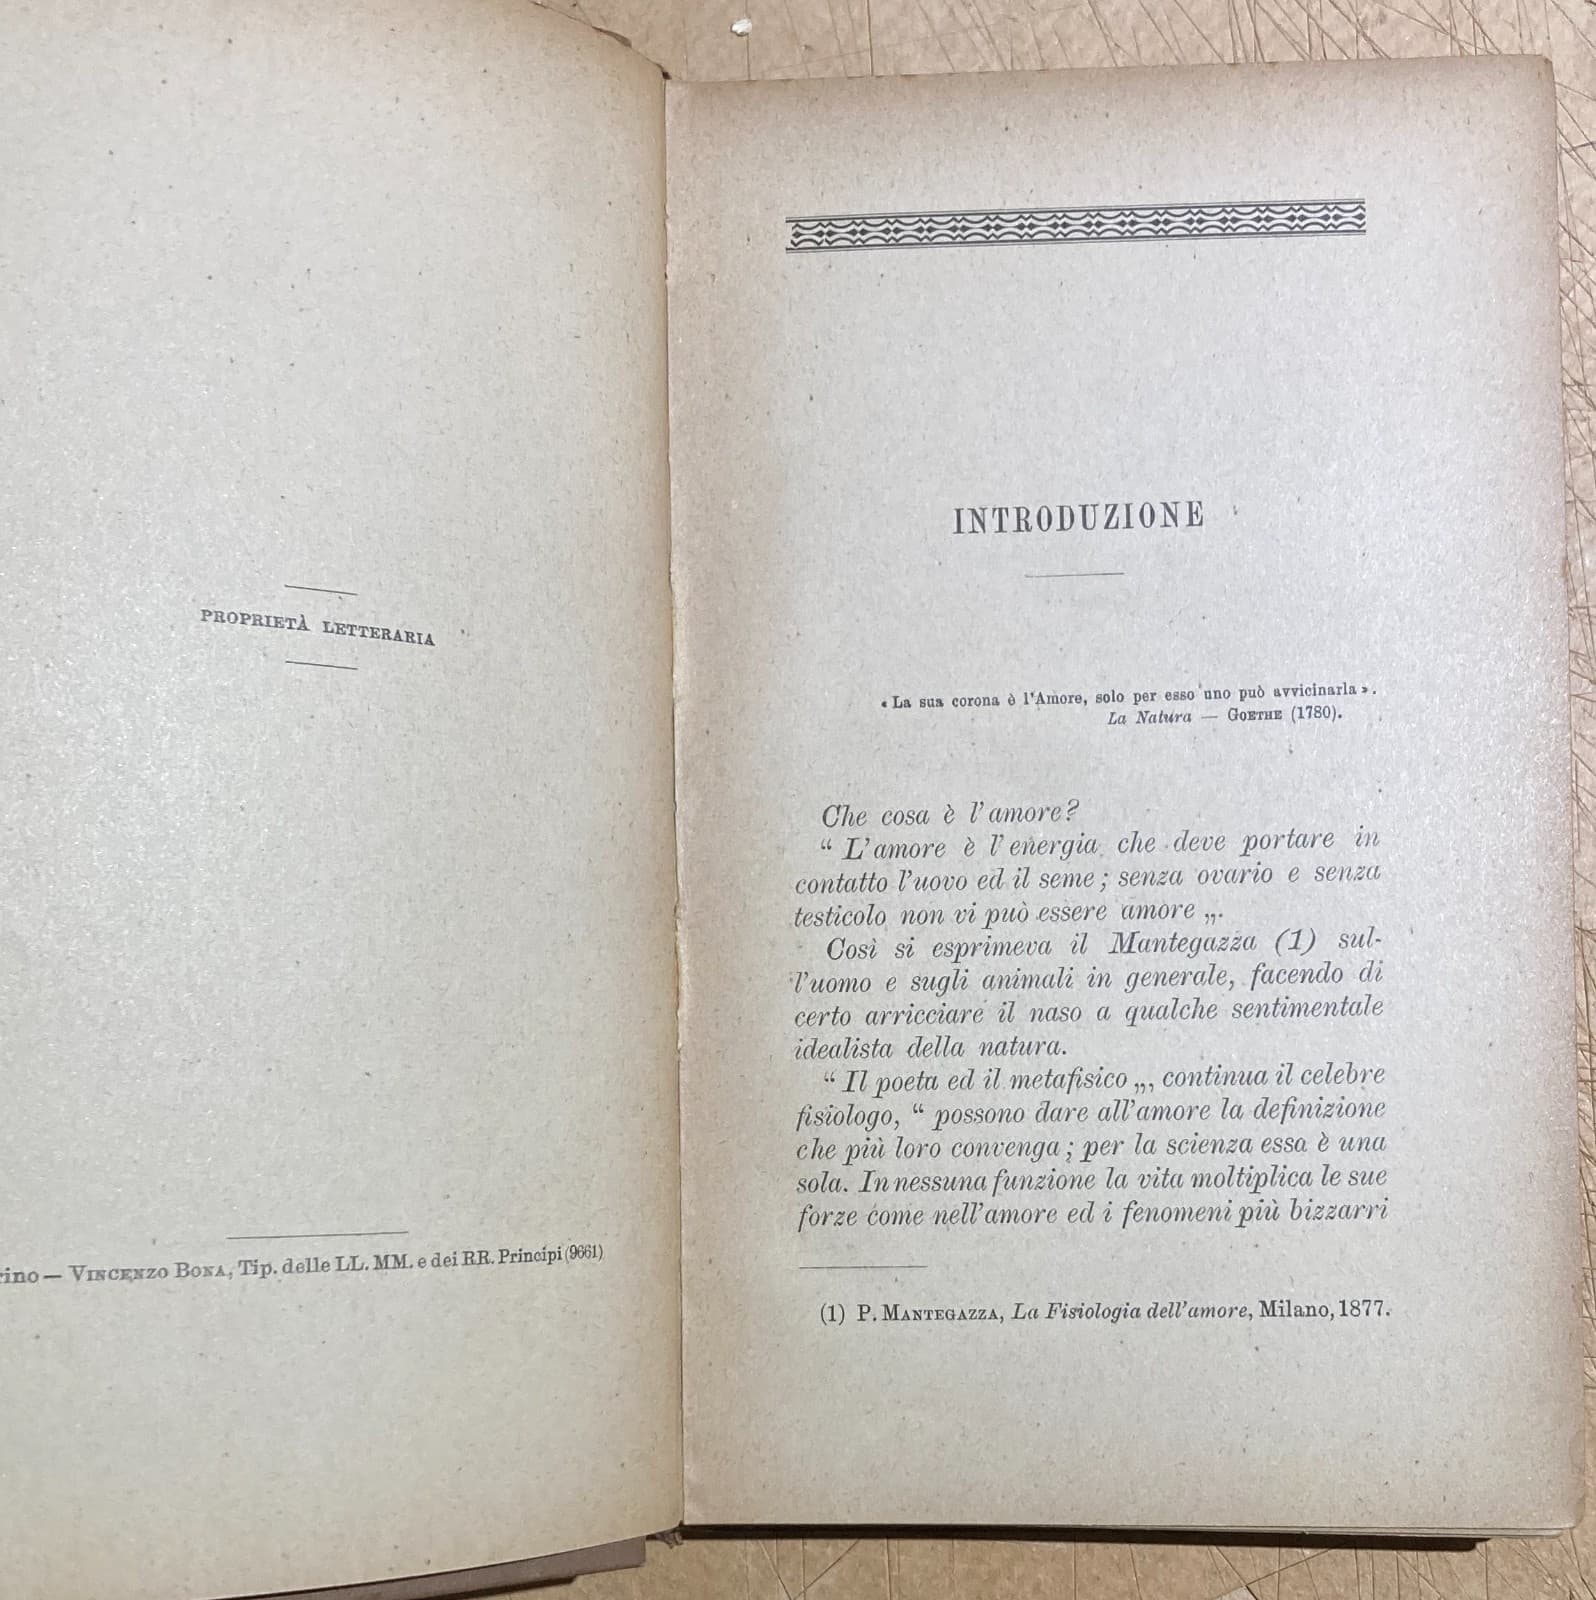 PROPRIETÀ LETTERARIA
— VINCENZO BONA, Tip. delle LL. MM. e dei RR. Principi (9661)
INTRODUZIONE
« La sua corona è l'Amore, solo per esso uno può avvicinarla ».
La Natura — GOETHE (1780).
Che cosa è l'amore?
“ L'amore è l'energia che deve portare in
contatto l'uovo ed il seme; senza ovario e senza
testicolo non vi può essere amore „.
Così si esprimeva il Mantegazza (1) sul-
l'uomo e sugli animali in generale, facendo di
certo arricciare il naso a qualche sentimentale
idealista della natura.
“ Il poeta ed il metafisico „, continua il celebre
fisiologo, “ possono dare all'amore la definizione
che più loro convenga; per la scienza essa è una
sola. In nessuna funzione la vita moltiplica le sue
forze come nell'amore ed i fenomeni più bizzarri
(1) P. MANTEGAZZA, La Fisiologia dell'amore, Milano, 1877.